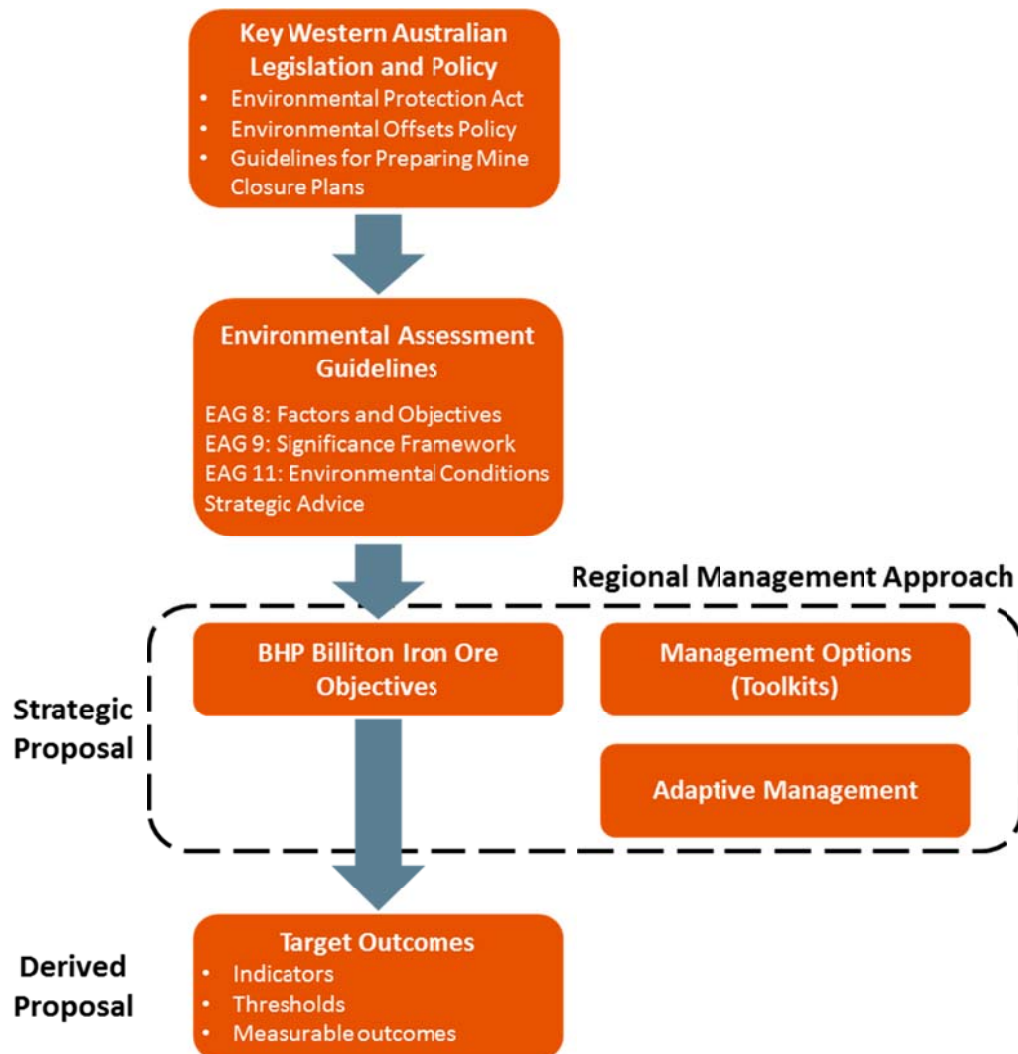 Key Western Australian
Legislation and Policy
• Environmental Protection Act
• Environmental Offsets Policy
• Guidelines for Preparing Mine
Closure Plans
Environmental Assessment
Guidelines
EAG 8: Factors and Objectives
EAG 9: Significance Framework
EAG 11: Environmental Conditions
Strategic Advice
Regional Management Approach
Strategic
Proposal
BHP Billiton Iron Ore
Objectives
Management Options
(Toolkits)
Adaptive Management
Derived
Proposal
Target Outcomes
• Indicators
• Thresholds
• Measurable outcomes